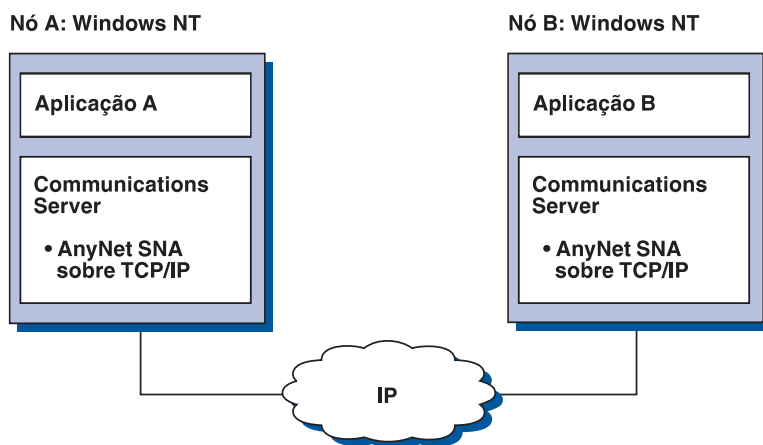 Nó A: Windows NT
Aplicação A
Communications
Server
• AnyNet SNA
sobre TCP/IP
Nó B: Windows NT
Aplicação B
Communications
Server
• AnyNet SNA
sobre TCP/IP
IP